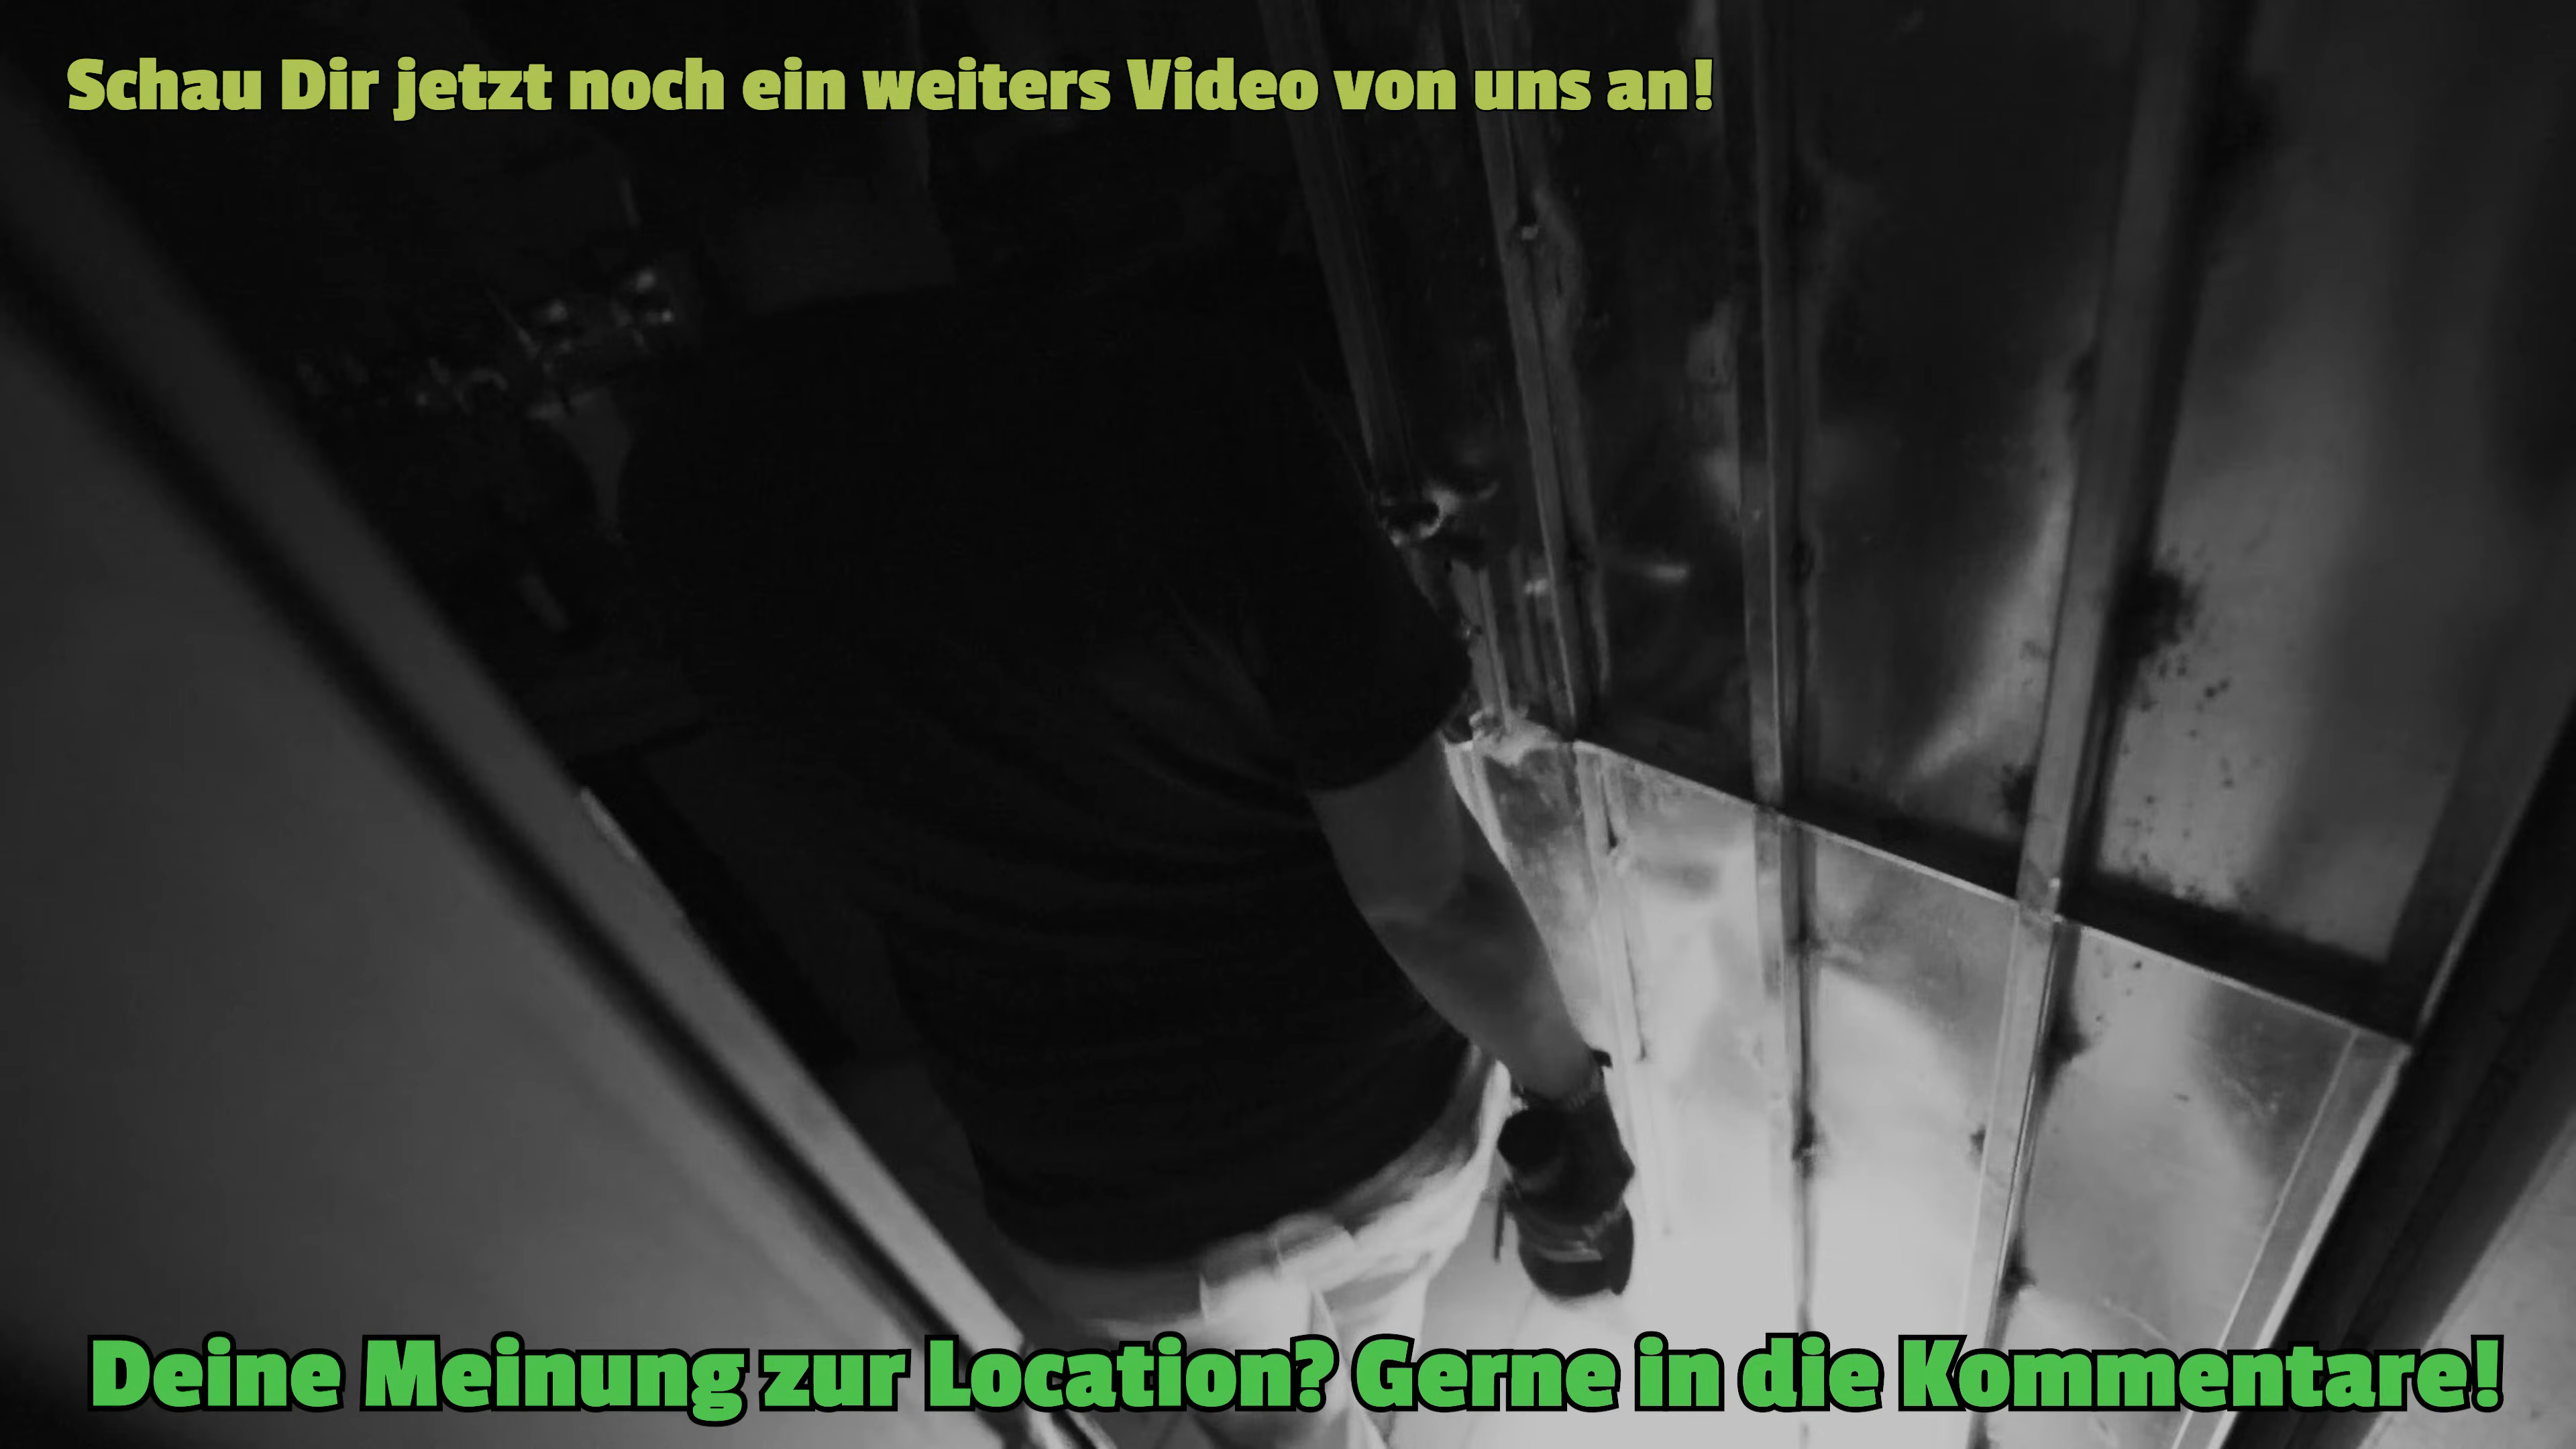 Schau Dir jetzt noch ein weiters Video von uns an!
Deine Meinung zur Location? Gerne in die Kommentare!